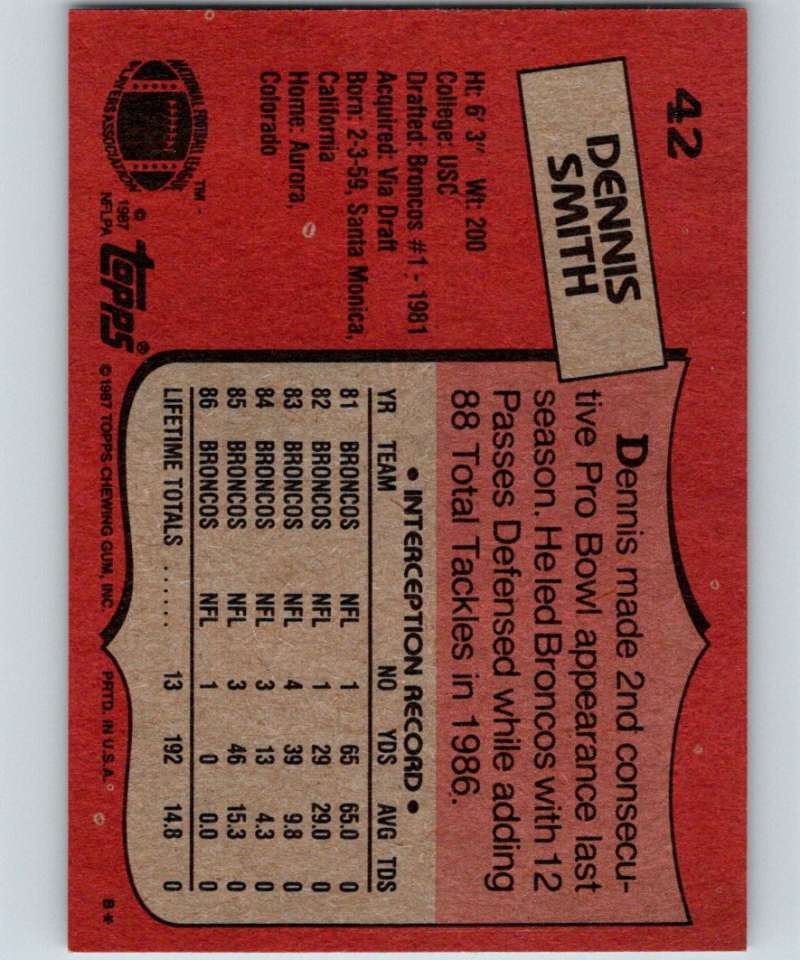 42
DENNIS
SMITH
Ht: 6' 3" Wt: 200
College: USC
Drafted: Broncos #1 - 1981
Acquired: Via Draft
Born: 2-3-59, Santa Monica,
California
Home: Aurora,
Colorado
NATIONAL FOOTBALL LEAGUE
PLAYERS ASSOCIATION
TM
© 1987
NFLPA
topps®
Dennis made 2nd consecu-
tive Pro Bowl appearance last
season. He led Broncos with 12
Passes Defensed while adding
88 Total Tackles in 1986.
• INTERCEPTION RECORD •
YR TEAM NO YDS AVG TDS
81 BRONCOS NFL 1 65 65.0 0
82 BRONCOS NFL 1 29 29.0 0
83 BRONCOS NFL 4 39 9.8 0
84 BRONCOS NFL 3 13 4.3 0
85 BRONCOS NFL 3 46 15.3 0
86 BRONCOS NFL 1 0 0.0 0
LIFETIME TOTALS ...... 13 192 14.8 0
© 1987 TOPPS CHEWING GUM, INC. PRTD. IN U.S.A. B*